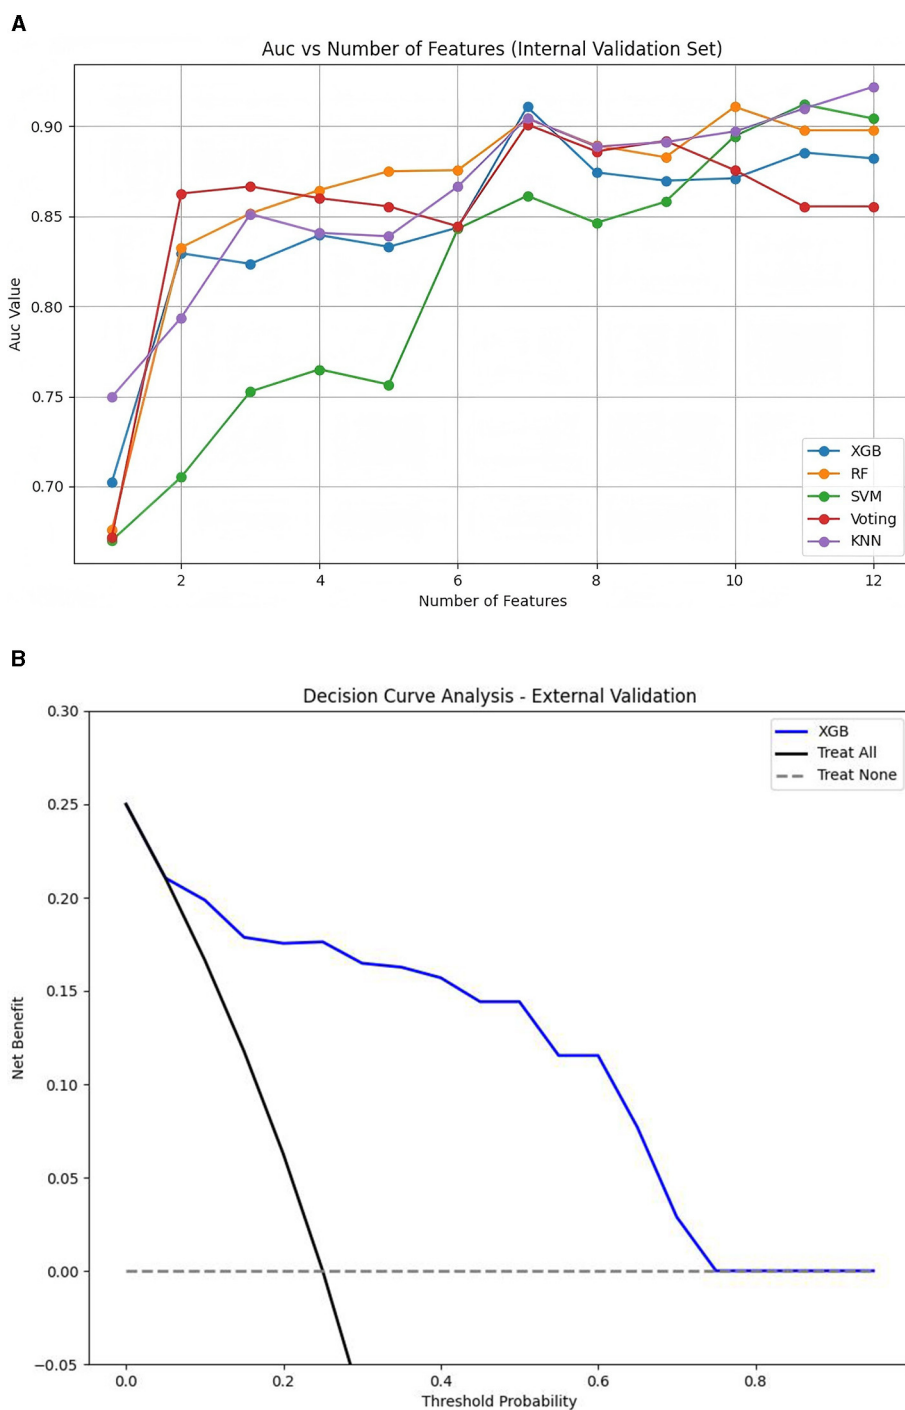 A
Auc vs Number of Features (Internal Validation Set)
0.90
0.85
0.80
0.75
0.70
Auc Value
XGB
RF
SVM
Voting
KNN
2 4 6 8 10 12
Number of Features
B
Decision Curve Analysis - External Validation
0.30
0.25
0.20
0.15
0.10
0.05
0.00
−0.05
Net Benefit
XGB
Treat All
Treat None
0.0 0.2 0.4 0.6 0.8
Threshold Probability